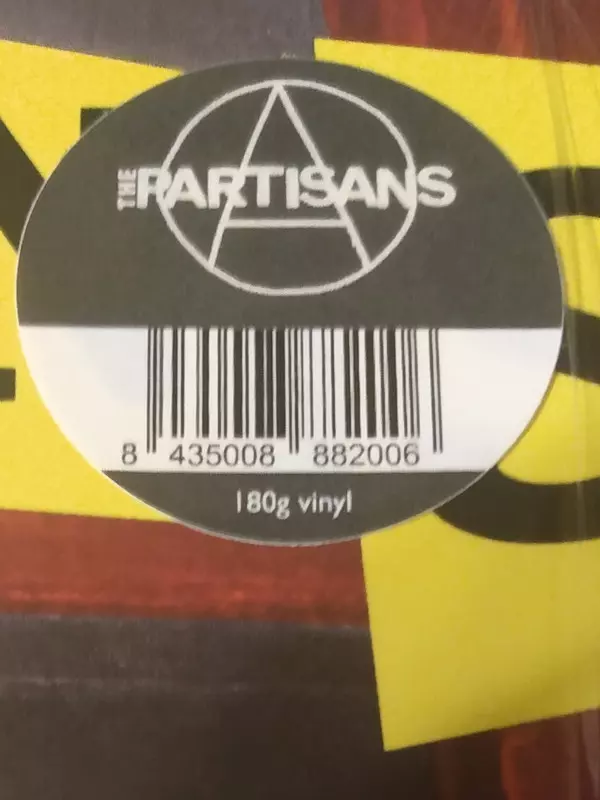 THE PARTISANS
8 435008 882006
180g vinyl